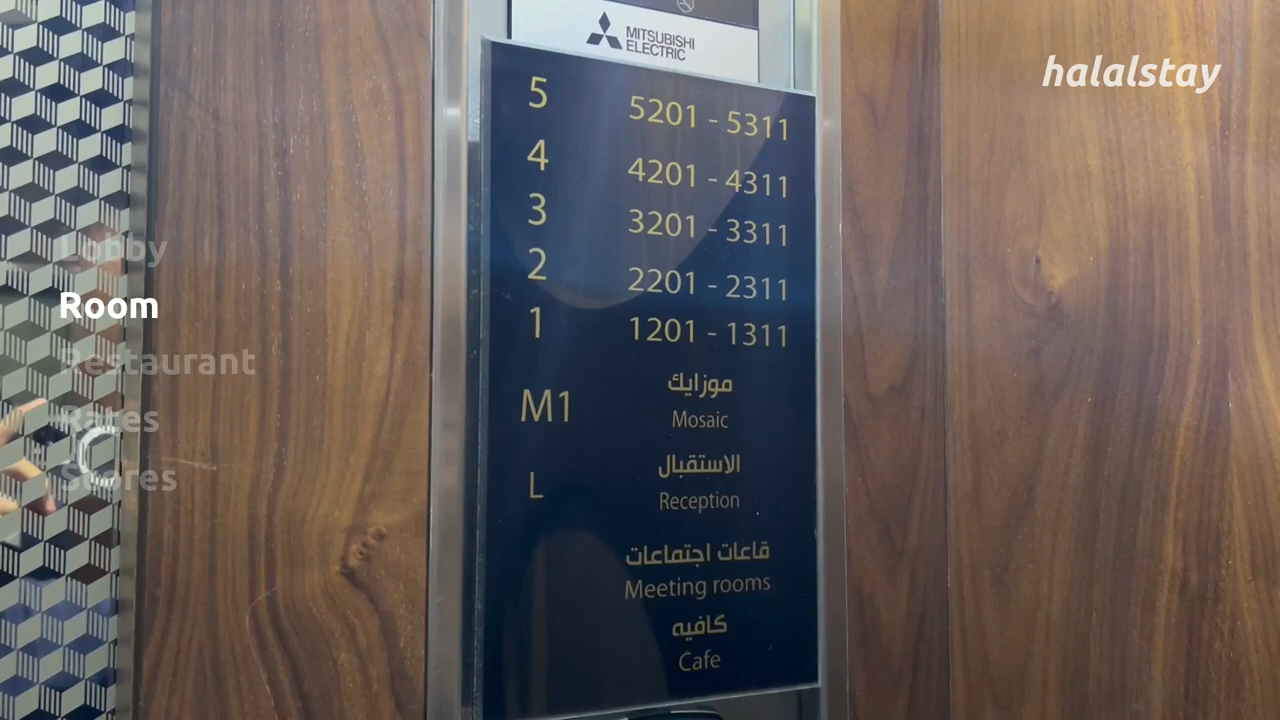 MITSUBISHI
ELECTRIC
halalstay
5 5201 - 5311
4 4201 - 4311
3 3201 - 3311
2 2201 - 2311
1 1201 - 1311
M1 موزايك
Mosaic
L الاستقبال
Reception
قاعات اجتماعات
Meeting rooms
كافيه
Cafe
Lobby
Room
Restaurant
Rates
Scores